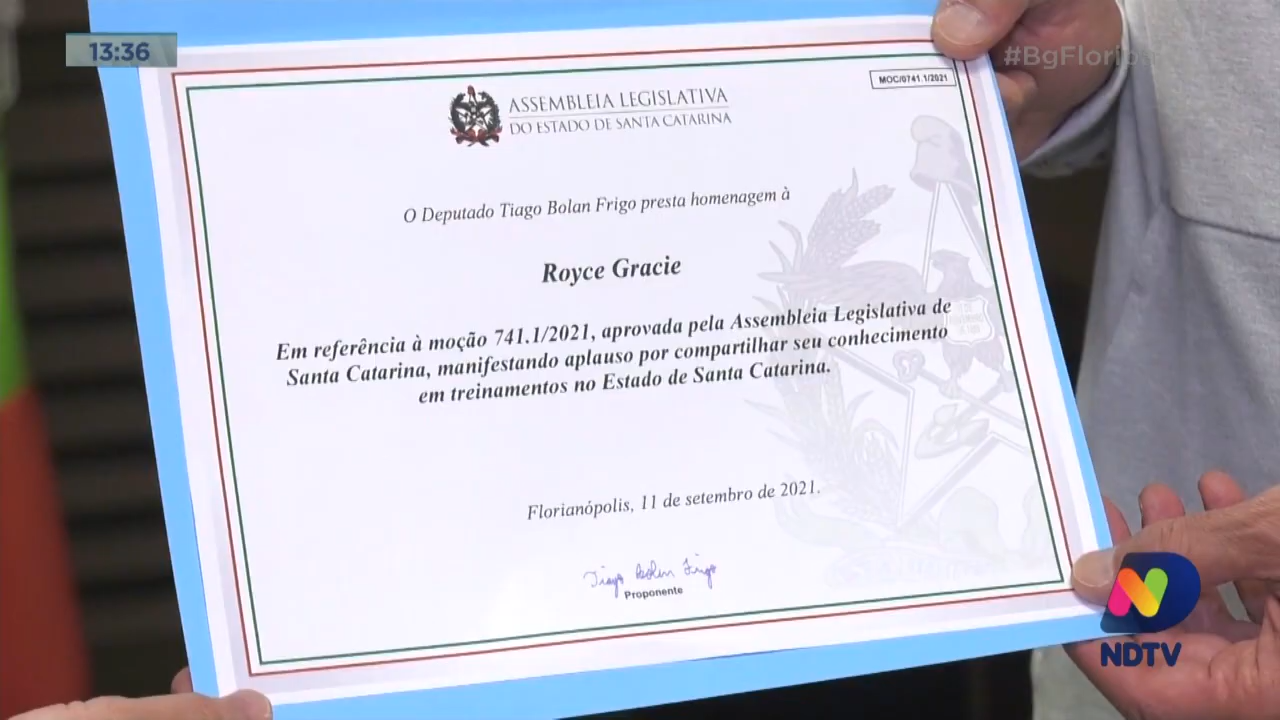 13:36
#BgFlorip
MOC/0741.1/2021
ASSEMBLEIA LEGISLATIVA
DO ESTADO DE SANTA CATARINA
O Deputado Tiago Bolan Frigo presta homenagem à
Royce Gracie
Em referência à moção 741.1/2021, aprovada pela Assembleia Legislativa de
Santa Catarina, manifestando aplauso por compartilhar seu conhecimento
em treinamentos no Estado de Santa Catarina.
Florianópolis, 11 de setembro de 2021.
Tiago Bolan Frigo
Proponente
N
NDTV